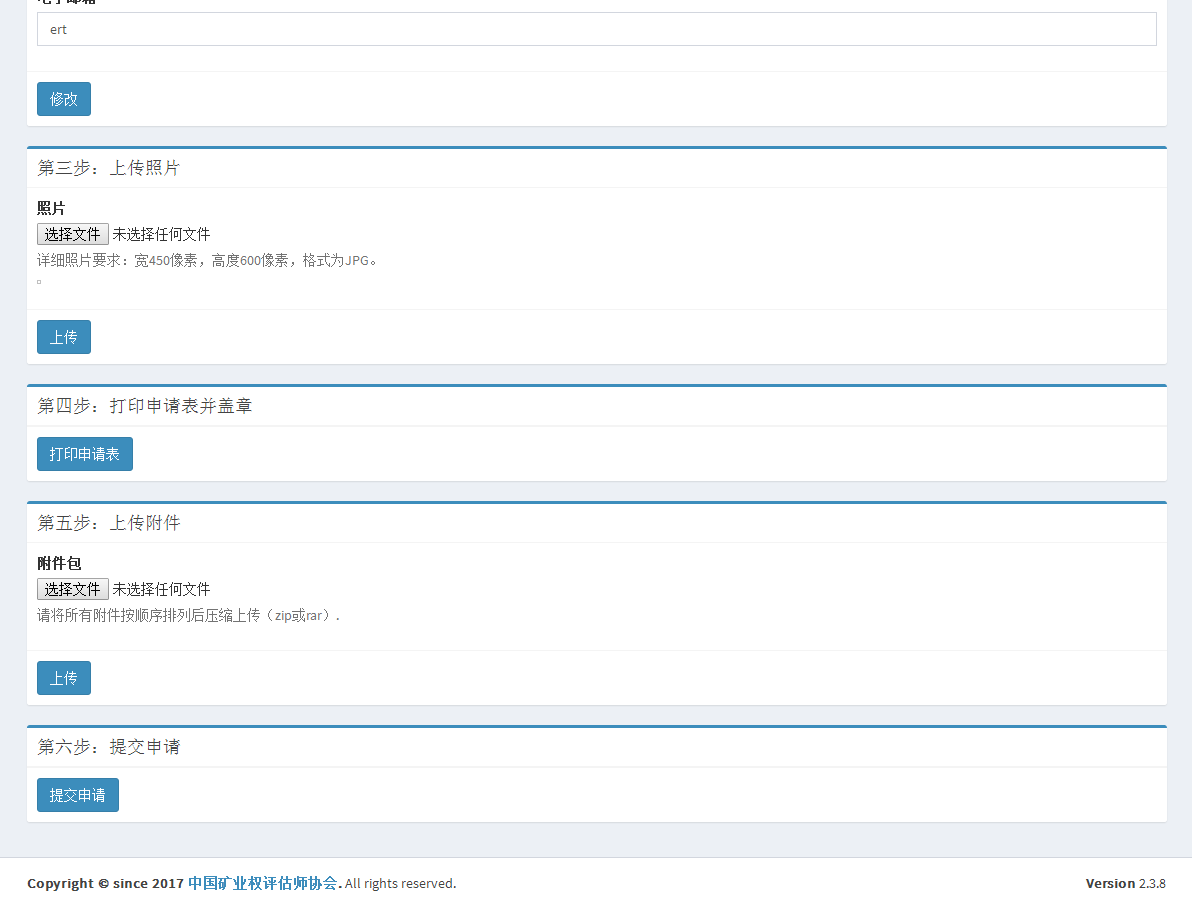 电子邮箱
ert
修改
第三步：上传照片
照片
选择文件 未选择任何文件
详细照片要求：宽450像素，高度600像素，格式为JPG。
上传
第四步：打印申请表并盖章
打印申请表
第五步：上传附件
附件包
选择文件 未选择任何文件
请将所有附件按顺序排列后压缩上传（zip或rar）.
上传
第六步：提交申请
提交申请
Copyright © since 2017 中国矿业权评估师协会. All rights reserved.
Version 2.3.8